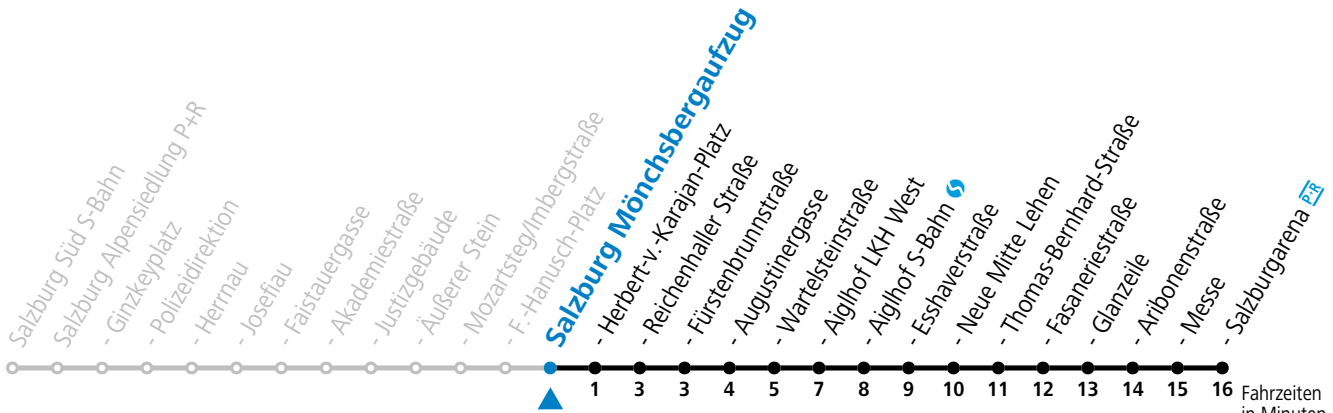 Salzburg Süd S-Bahn
Salzburg Alpensiedlung P+R
- Ginzkeyplatz
- Polizeidirektion
- Herrnau
- Josefiau
- Faistauergasse
- Akademiestraße
- Justizgebäude
- Äußerer Stein
- Mozartsteg/Imbergstraße
- F.-Hanusch-Platz
Salzburg Mönchsbergaufzug
- Herbert-v.-Karajan-Platz
- Reichenhaller Straße
- Fürstenbrunnstraße
- Augustinergasse
- Wartelsteinstraße
- Aiglhof LKH West
- Aiglhof S-Bahn
- Esshaverstraße
- Neue Mitte Lehen
- Thomas-Bernhard-Straße
- Fasaneriestraße
- Glanzeile
- Aribonenstraße
- Messe
- Salzburgarena P+R
1 3 3 4 5 7 8 9 10 11 12 13 14 15 16 Fahrzeiten
in Minuten